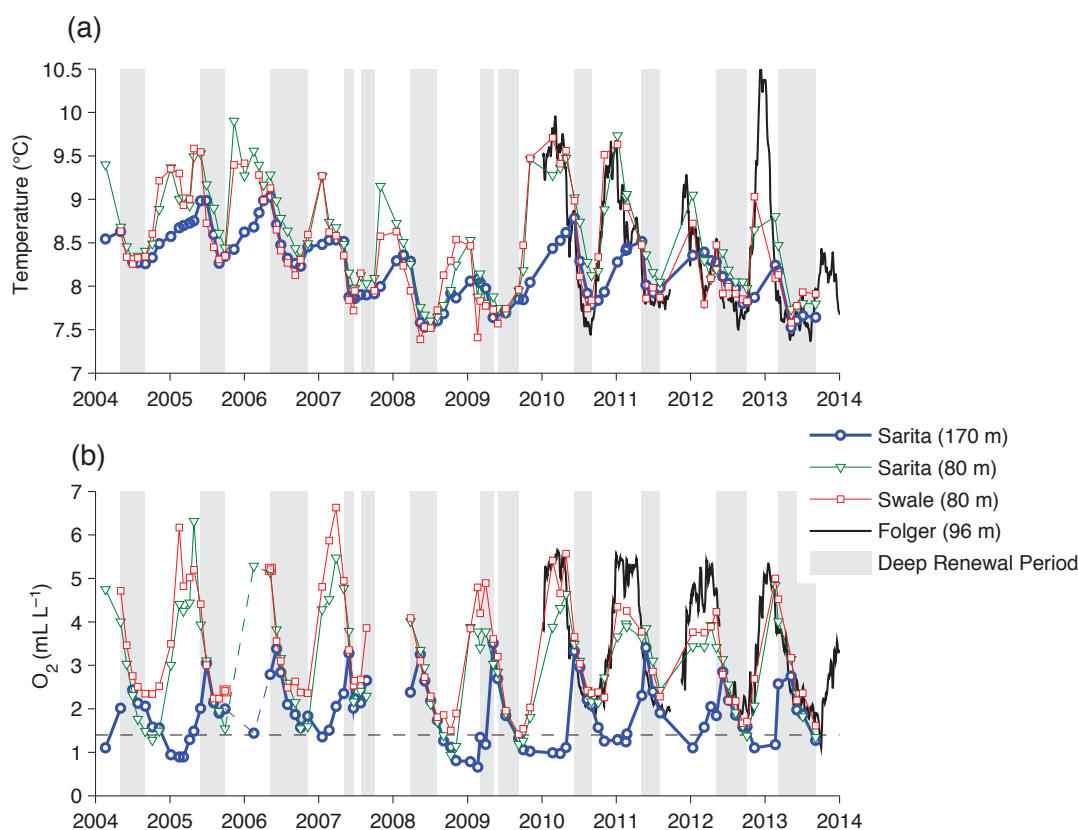 (a)
Temperature (°C)
10.5
10
9.5
9
8.5
8
7.5
7
2004 2005 2006 2007 2008 2009 2010 2011 2012 2013 2014
Sarita (170 m)
Sarita (80 m)
Swale (80 m)
Folger (96 m)
Deep Renewal Period
(b)
O₂ (mL L⁻¹)
7
6
5
4
3
2
1
0
2004 2005 2006 2007 2008 2009 2010 2011 2012 2013 2014